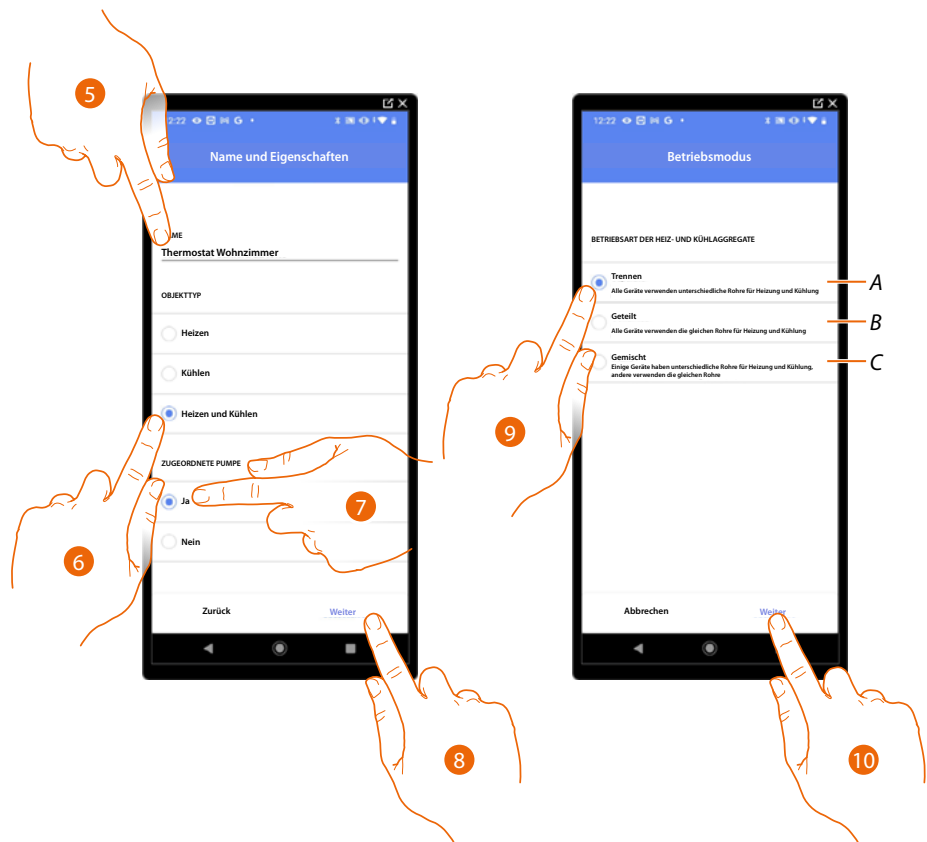 5
2:22 G
Name und Eigenschaften
ME
Thermostat Wohnzimmer
OBJEKTTYP
Heizen
Kühlen
Heizen und Kühlen
ZUGEORDNETE PUMPE
Ja
7
Nein
6
Zurück
Weiter
8
12:22 G
Betriebsmodus
BETRIEBSART DER HEIZ- UND KÜHLAGGREGATE
Trennen
Alle Geräte verwenden unterschiedliche Rohre für Heizung und Kühlung
A
Geteilt
Alle Geräte verwenden die gleichen Rohre für Heizung und Kühlung
B
Gemischt
Einige Geräte haben unterschiedliche Rohre für Heizung und Kühlung,
andere verwenden die gleichen Rohre
C
9
Abbrechen
Weiter
10